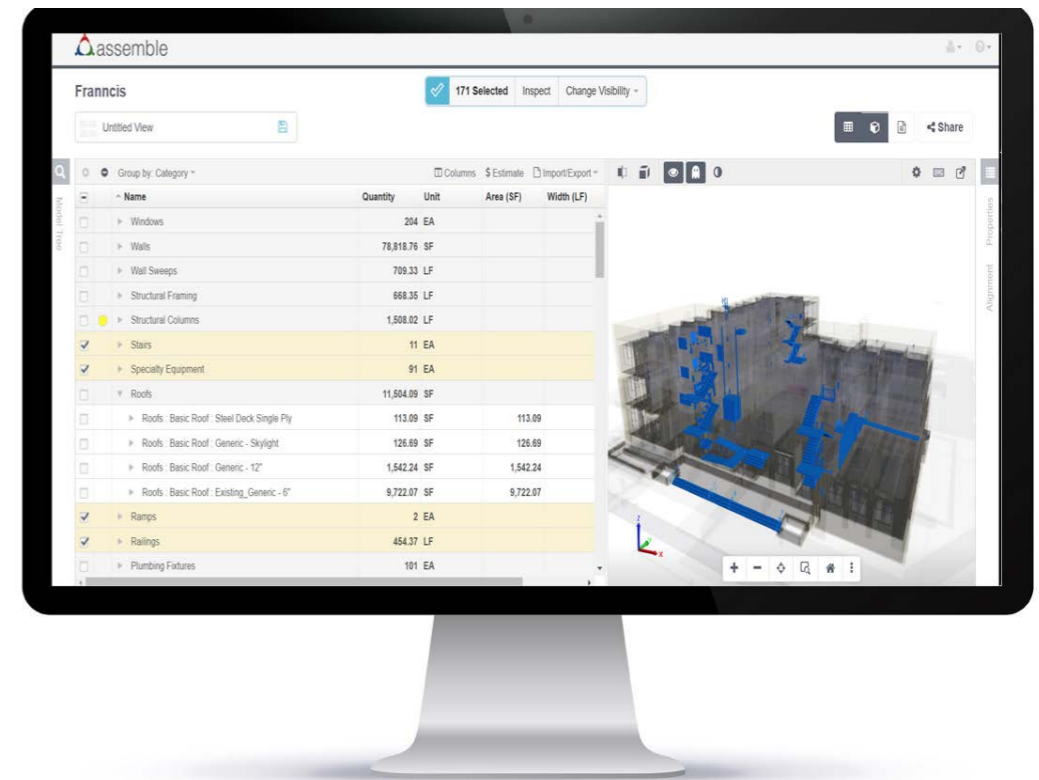 assemble
Franncis
171 Selected Inspect Change Visibility
Untitled View
Share
Group by: Category
Columns $ Estimate Import/Export
Name Quantity Unit Area (SF) Width (LF)
Windows 204 EA
Walls 78,818.76 SF
Wall Sweeps 709.33 LF
Structural Framing 668.35 LF
Structural Columns 1,508.02 LF
Stairs 11 EA
Specialty Equipment 91 EA
Roofs 11,504.09 SF
Roofs : Basic Roof : Steel Deck Single Ply 113.09 SF 113.09
Roofs : Basic Roof : Generic - Skylight 126.69 SF 126.69
Roofs : Basic Roof : Generic - 12" 1,542.24 SF 1,542.24
Roofs : Basic Roof : Existing_Generic - 6" 9,722.07 SF 9,722.07
Ramps 2 EA
Railings 454.37 LF
Plumbing Fixtures 101 EA
Model Tree
Properties
Alignment
z
x